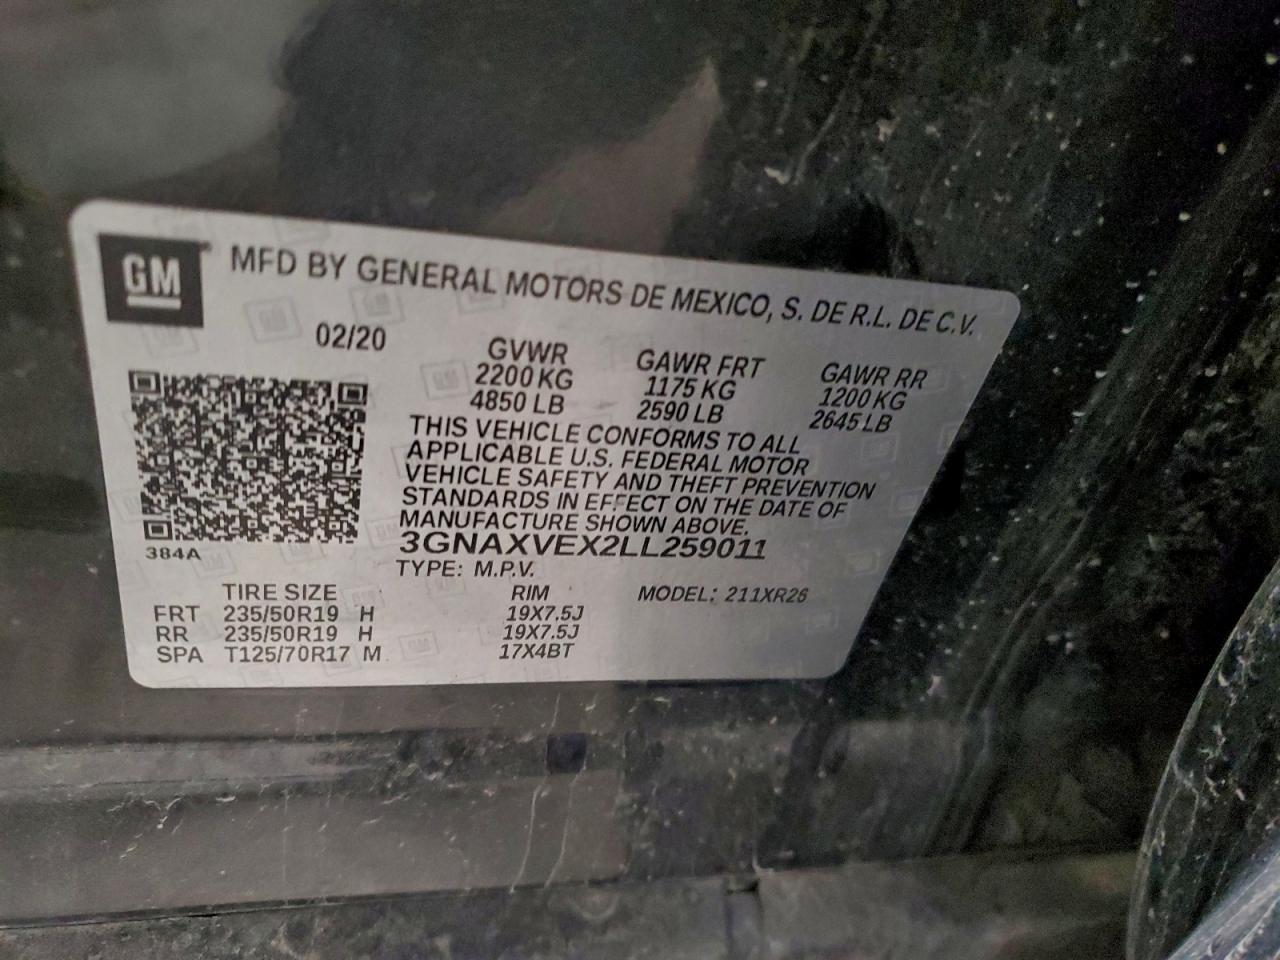 GM
MFD BY GENERAL MOTORS DE MEXICO, S. DE R.L. DE C.V.
02/20
GVWR GAWR FRT GAWR RR
2200 KG 1175 KG 1200 KG
4850 LB 2590 LB 2645 LB
THIS VEHICLE CONFORMS TO ALL
APPLICABLE U.S. FEDERAL MOTOR
VEHICLE SAFETY AND THEFT PREVENTION
STANDARDS IN EFFECT ON THE DATE OF
MANUFACTURE SHOWN ABOVE.
384A
3GNAXVEX2LL259011
TYPE: M.P.V.
TIRE SIZE RIM MODEL: 211XR26
FRT 235/50R19 H 19X7.5J
RR 235/50R19 H 19X7.5J
SPA T125/70R17 M 17X4BT